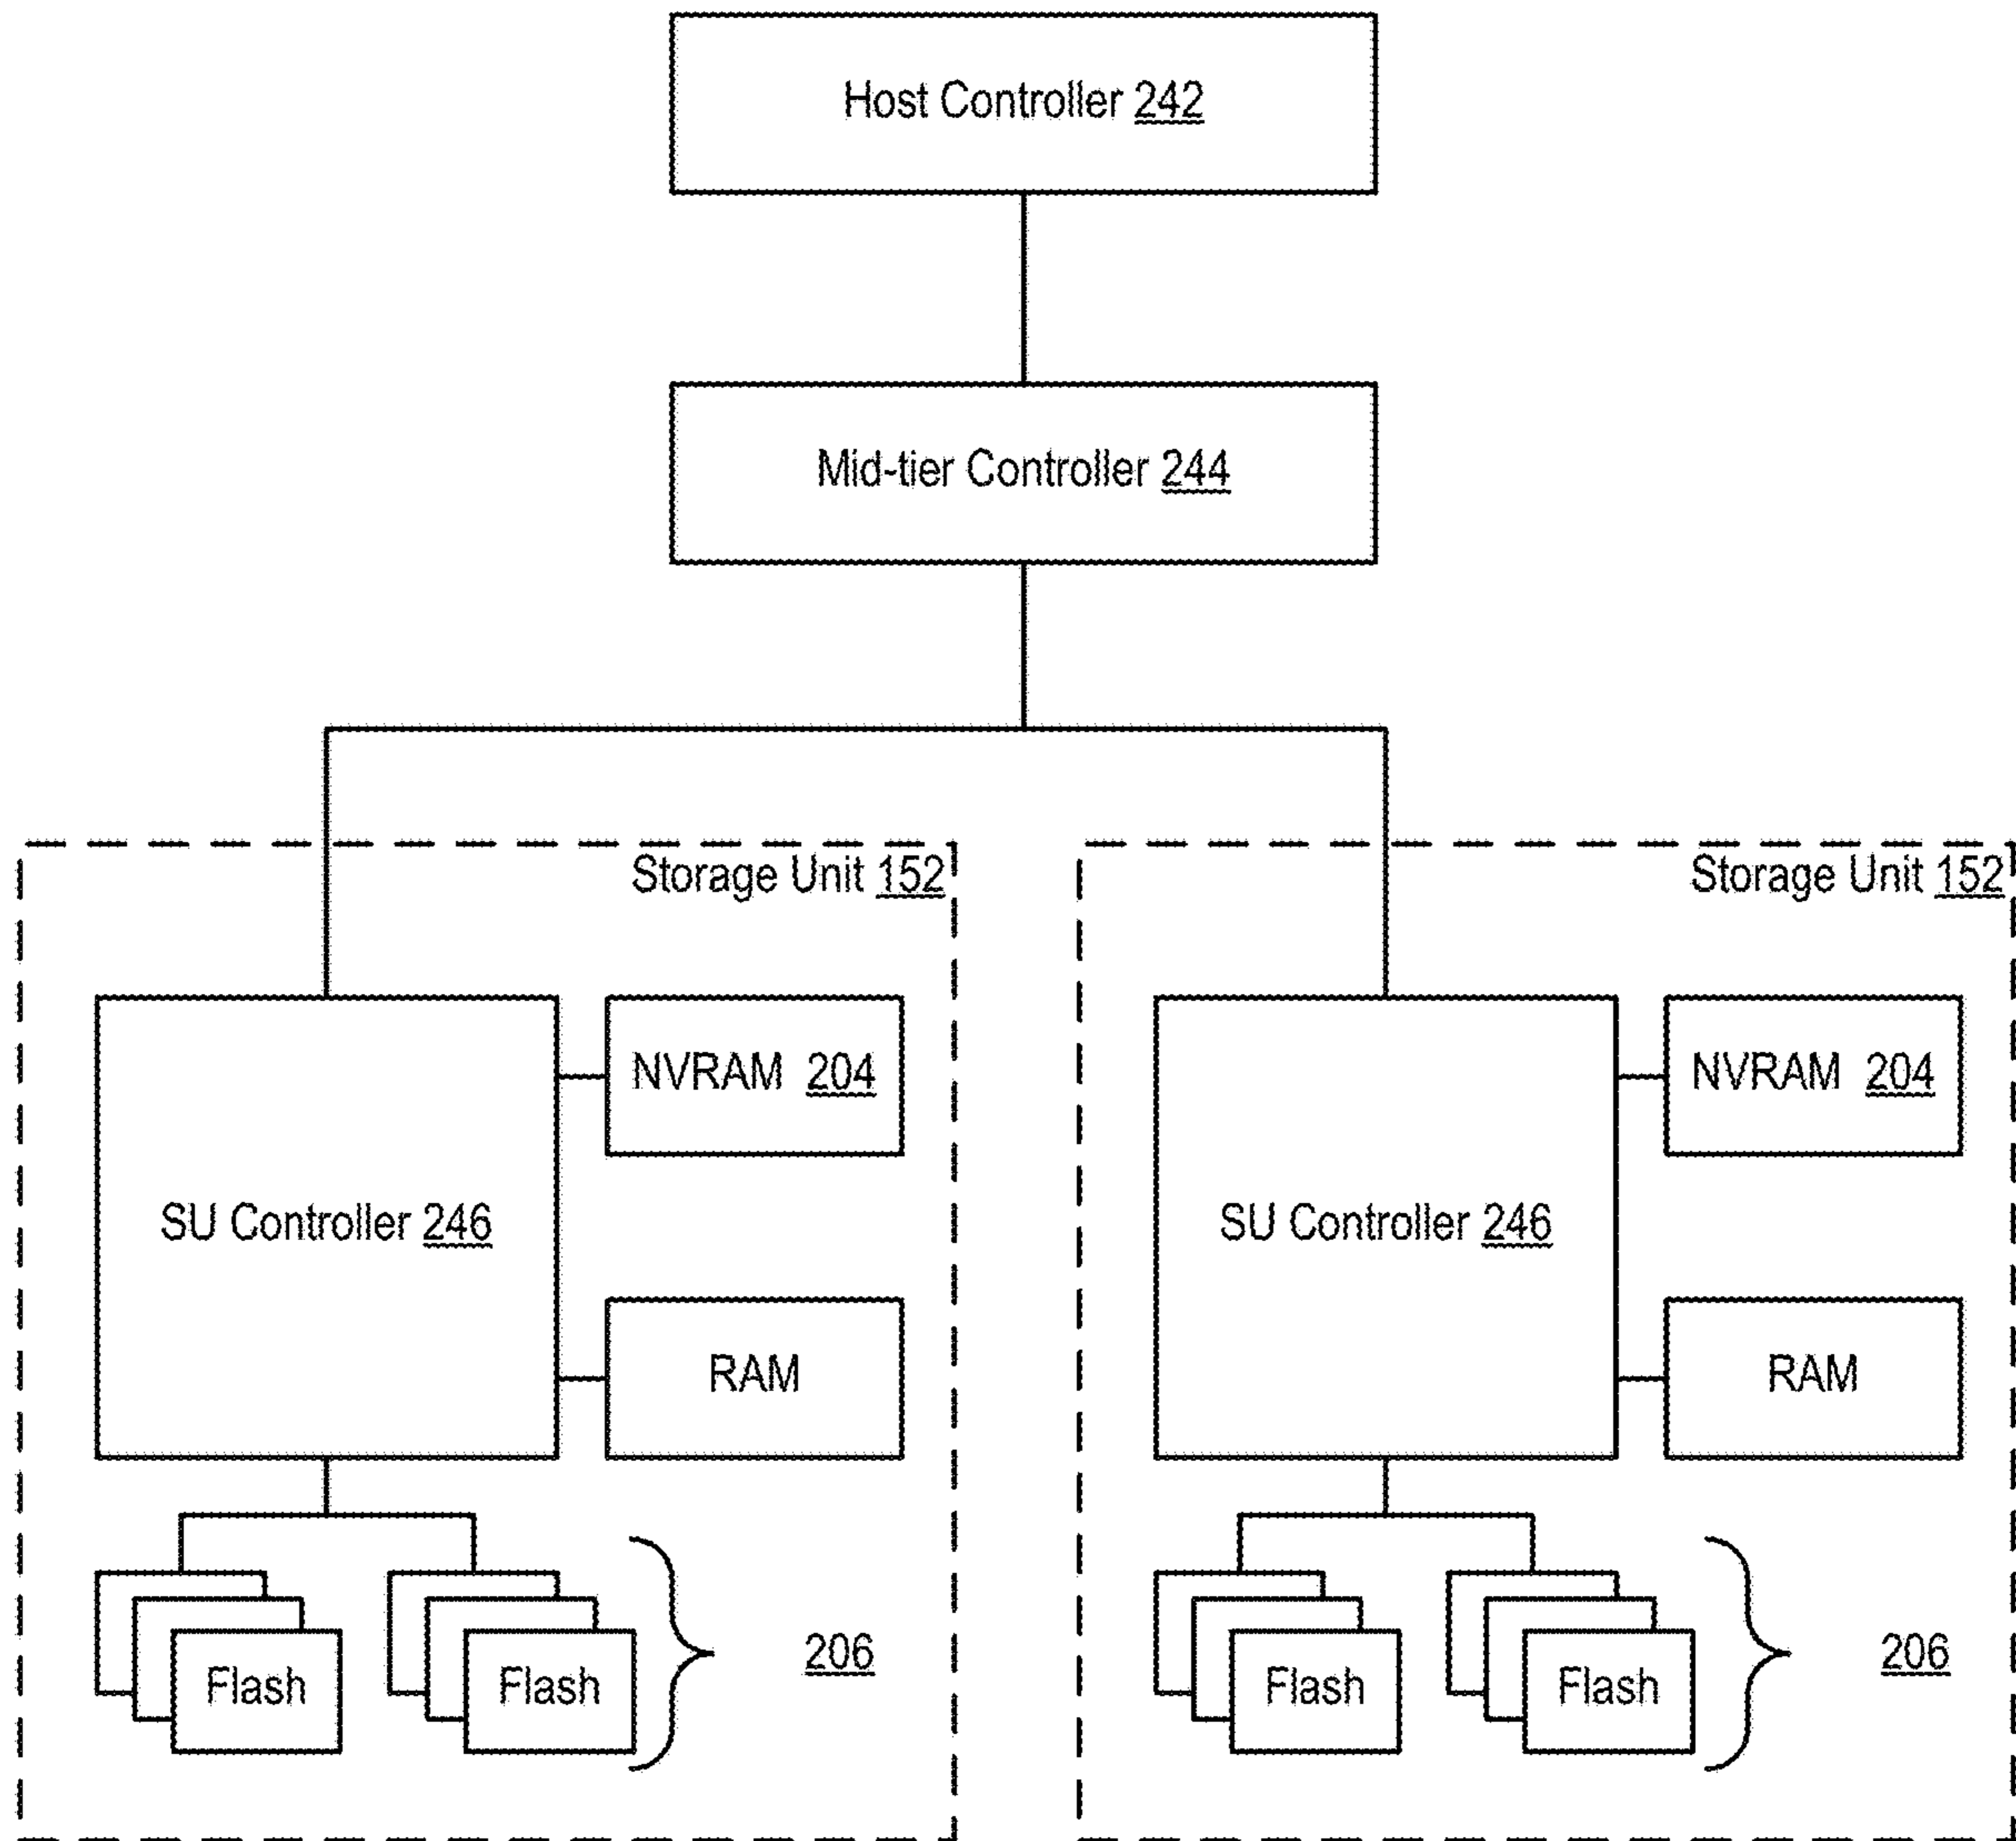 Host Controller 242
Mid-tier Controller 244
Storage Unit 152
NVRAM 204
SU Controller 246
RAM
Flash
Flash
206
Storage Unit 152
NVRAM 204
SU Controller 246
RAM
Flash
Flash
206